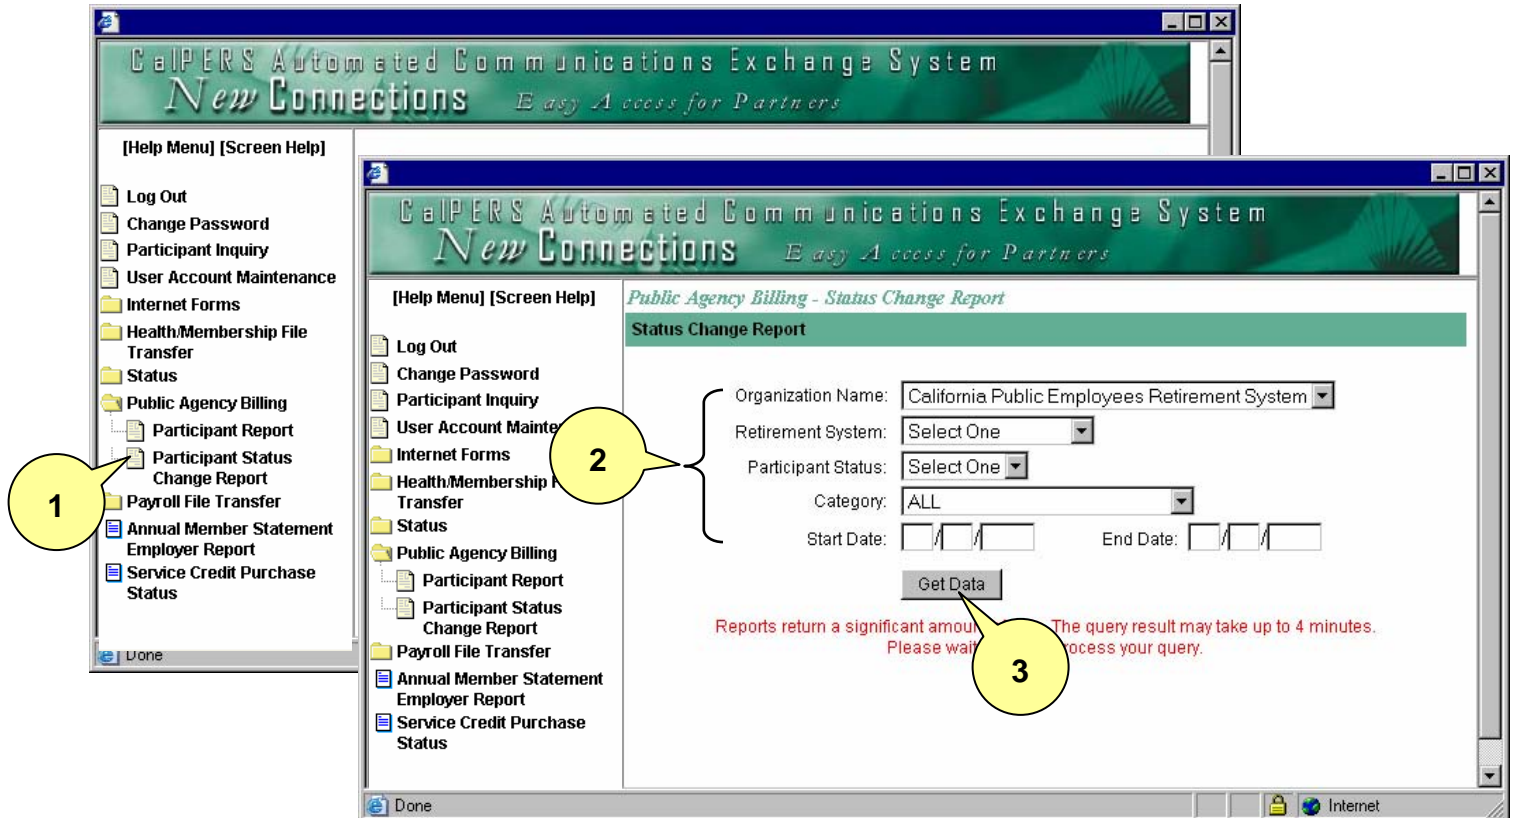 CalPERS Automated Communications Exchange System
New Connections Easy Access for Partners
[Help Menu] [Screen Help]
Log Out
Change Password
Participant Inquiry
User Account Maintenance
Internet Forms
Health/Membership File
Transfer
Status
Public Agency Billing
Participant Report
Participant Status
Change Report
Payroll File Transfer
Annual Member Statement
Employer Report
Service Credit Purchase
Status
Done
1
CalPERS Automated Communications Exchange System
New Connections Easy Access for Partners
[Help Menu] [Screen Help]
Log Out
Change Password
Participant Inquiry
User Account Mainte
Internet Forms
Health/Membership
Transfer
Status
Public Agency Billing
Participant Report
Participant Status
Change Report
Payroll File Transfer
Annual Member Statement
Employer Report
Service Credit Purchase
Status
Public Agency Billing - Status Change Report
Status Change Report
2
Organization Name: California Public Employees Retirement System
Retirement System: Select One
Participant Status: Select One
Category: ALL
Start Date: / / End Date: / /
Get Data
Reports return a significant amoun The query result may take up to 4 minutes.
Please wait rocess your query.
3
Done Internet